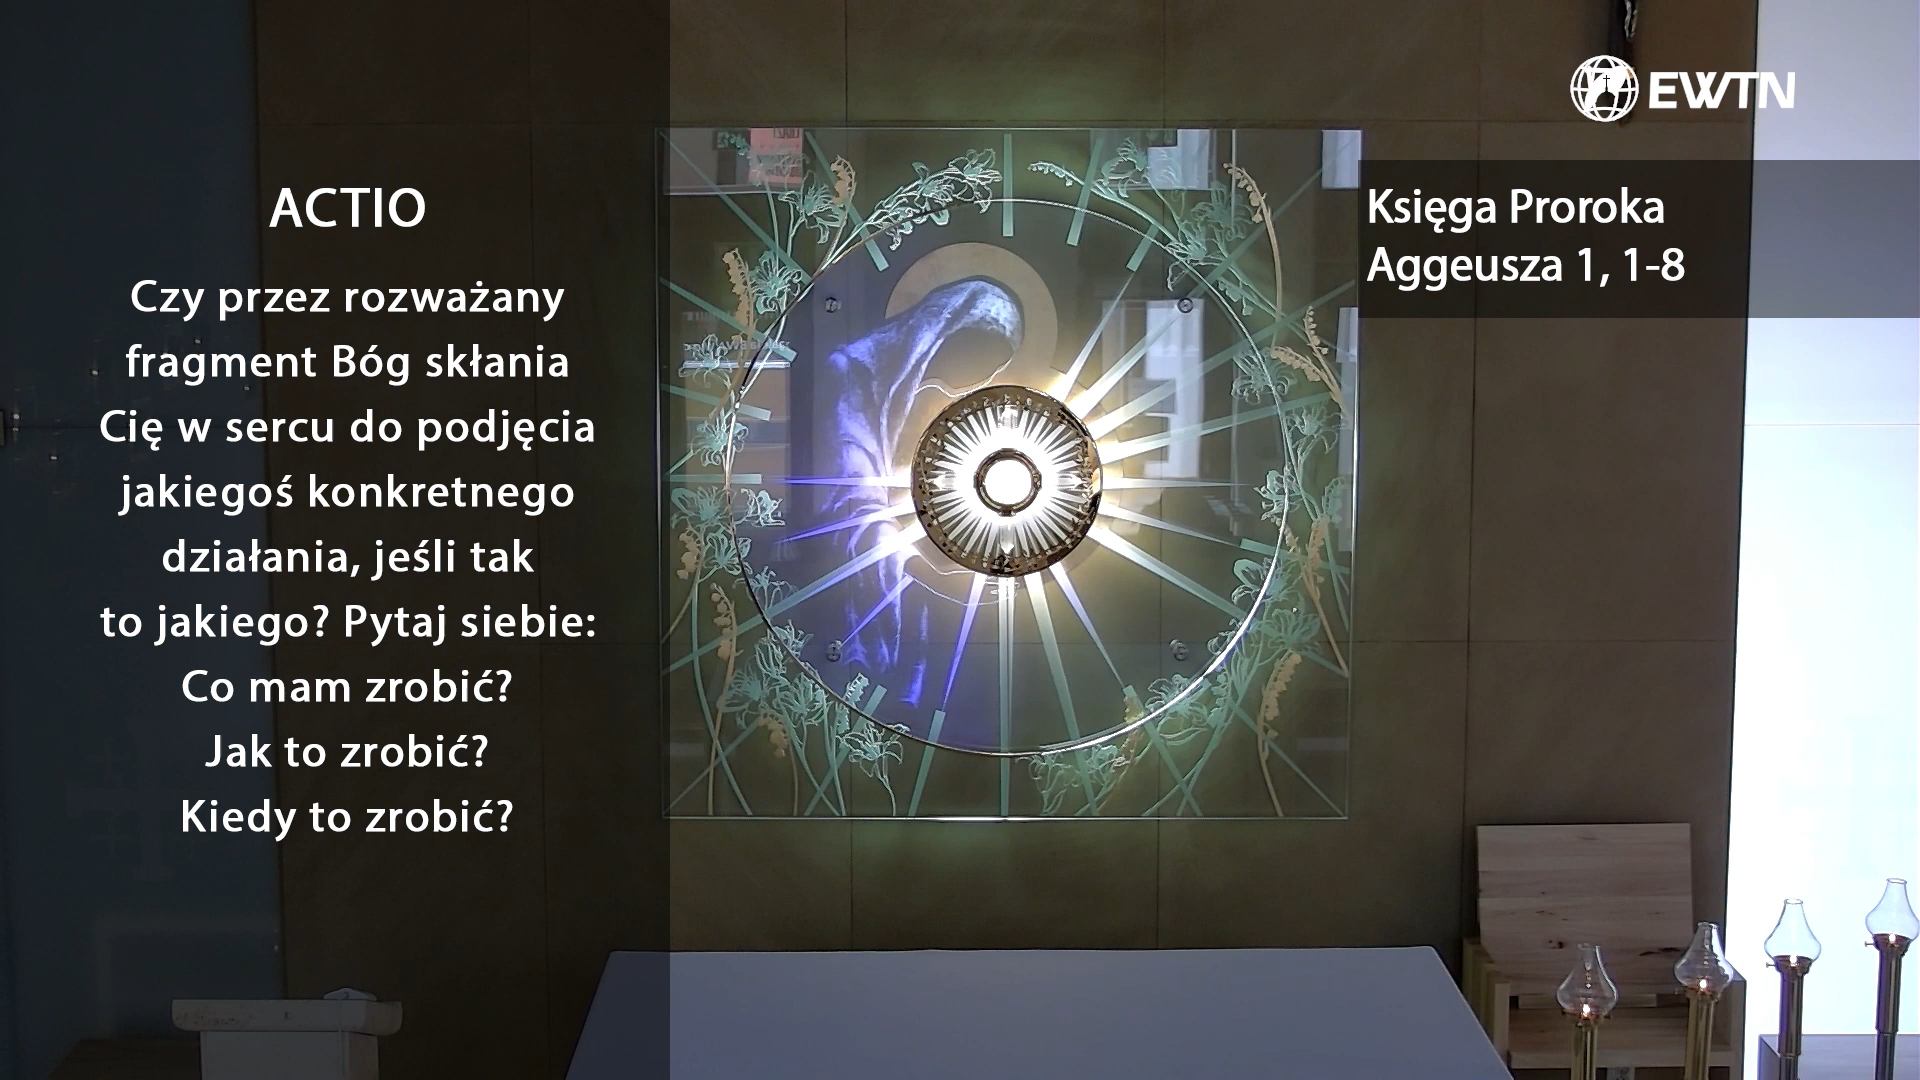 EWTN
ACTIO
Czy przez rozważany
fragment Bóg skłania
Cię w sercu do podjęcia
jakiegoś konkretnego
działania, jeśli tak
to jakiego? Pytaj siebie:
Co mam zrobić?
Jak to zrobić?
Kiedy to zrobić?
Księga Proroka
Aggeusza 1, 1-8